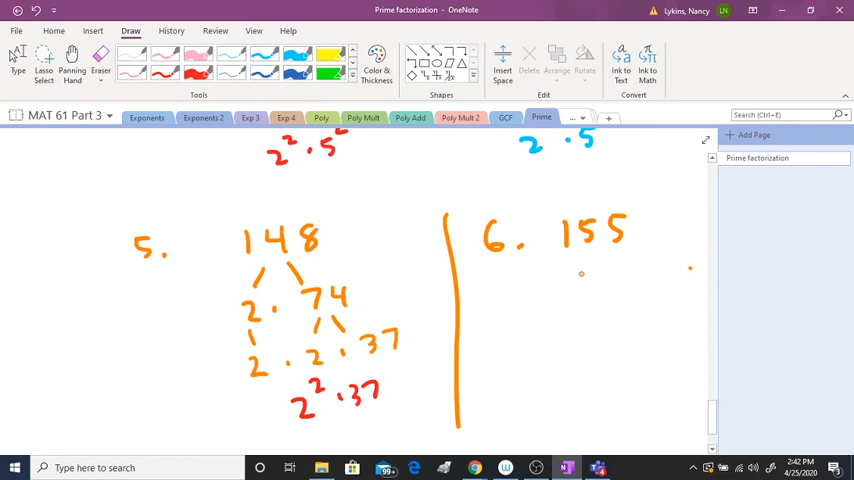 Prime factorization - OneNote
Lykins, Nancy LN
File Home Insert Draw History Review View Help
Type Lasso Select Panning Hand Eraser Color & Thickness Insert Space Delete Arrange Rotate Ink to Text Ink to Math
Tools Shapes Edit Convert
MAT 61 Part 3 Exponents Exponents 2 Exp 3 Exp 4 Poly Poly Mult Poly Add Poly Mult 2 GCF Prime ... + Search (Ctrl+E)
+ Add Page
Prime factorization
2² · 5² 2 · 5
5. 148 6. 155
2 · 74
2 · 2 · 37
2² · 37
Type here to search
99+
2:42 PM
4/25/2020
3